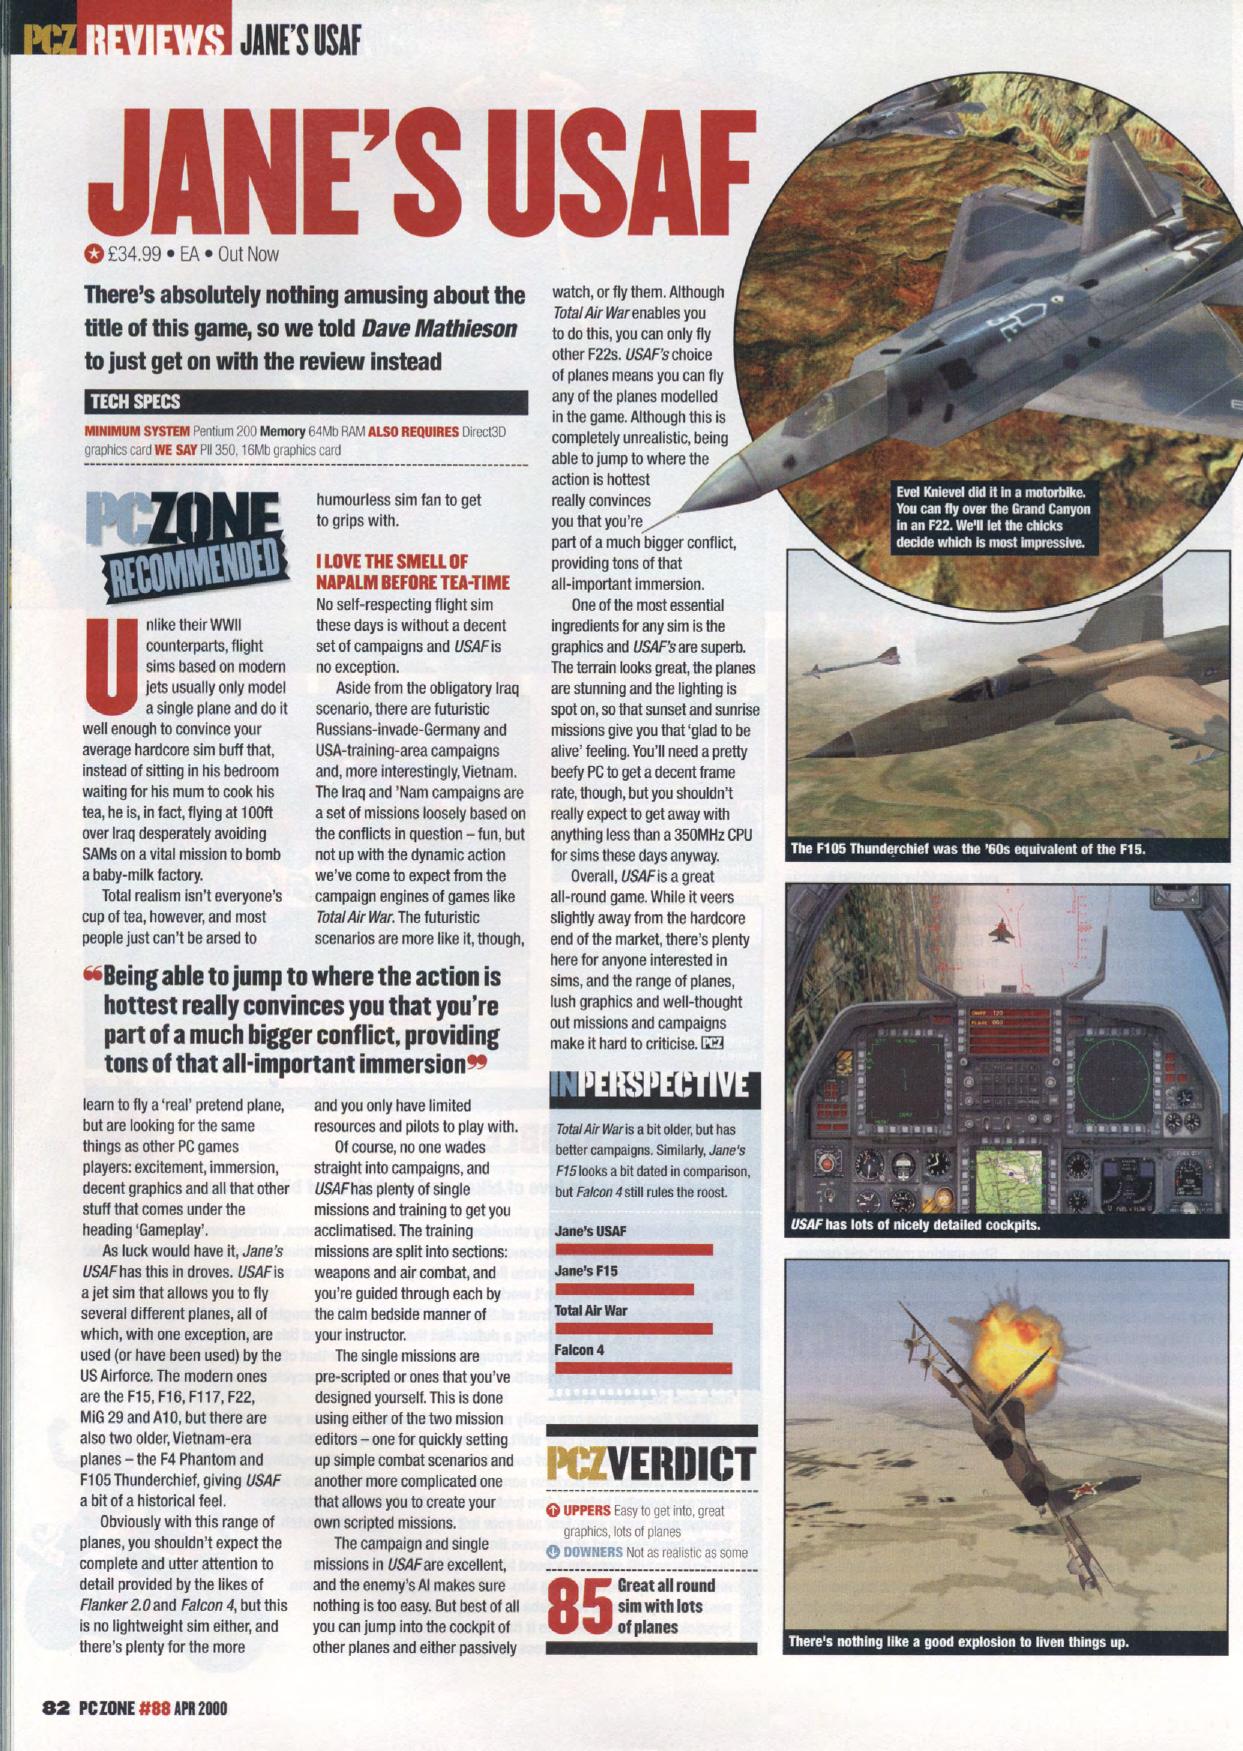 PCZ REVIEWS JANE'S USAF
JANE'S USAF
£34.99 • EA • Out Now
There's absolutely nothing amusing about the
title of this game, so we told Dave Mathieson
to just get on with the review instead
TECH SPECS
MINIMUM SYSTEM Pentium 200 Memory 64Mb RAM ALSO REQUIRES Direct3D
graphics card WE SAY PII 350, 16Mb graphics card
PCZONE
RECOMMENDED
Unlike their WWII
counterparts, flight
sims based on modern
jets usually only model
a single plane and do it
well enough to convince your
average hardcore sim buff that,
instead of sitting in his bedroom
waiting for his mum to cook his
tea, he is, in fact, flying at 100ft
over Iraq desperately avoiding
SAMs on a vital mission to bomb
a baby-milk factory.
Total realism isn't everyone's
cup of tea, however, and most
people just can't be arsed to
learn to fly a 'real' pretend plane,
but are looking for the same
things as other PC games
players: excitement, immersion,
decent graphics and all that other
stuff that comes under the
heading 'Gameplay'.
As luck would have it, Jane's
USAF has this in droves. USAF is
a jet sim that allows you to fly
several different planes, all of
which, with one exception, are
used (or have been used) by the
US Airforce. The modern ones
are the F15, F16, F117, F22,
MiG 29 and A10, but there are
also two older, Vietnam-era
planes – the F4 Phantom and
F105 Thunderchief, giving USAF
a bit of a historical feel.
Obviously with this range of
planes, you shouldn't expect the
complete and utter attention to
detail provided by the likes of
Flanker 2.0 and Falcon 4, but this
is no lightweight sim either, and
there's plenty for the more
humourless sim fan to get
to grips with.
I LOVE THE SMELL OF
NAPALM BEFORE TEA-TIME
No self-respecting flight sim
these days is without a decent
set of campaigns and USAF is
no exception.
Aside from the obligatory Iraq
scenario, there are futuristic
Russians-invade-Germany and
USA-training-area campaigns
and, more interestingly, Vietnam.
The Iraq and 'Nam campaigns are
a set of missions loosely based on
the conflicts in question – fun, but
not up with the dynamic action
we've come to expect from the
campaign engines of games like
Total Air War. The futuristic
scenarios are more like it, though,
“Being able to jump to where the action is
hottest really convinces you that you're
part of a much bigger conflict, providing
tons of that all-important immersion”
and you only have limited
resources and pilots to play with.
Of course, no one wades
straight into campaigns, and
USAF has plenty of single
missions and training to get you
acclimatised. The training
missions are split into sections:
weapons and air combat, and
you're guided through each by
the calm bedside manner of
your instructor.
The single missions are
pre-scripted or ones that you've
designed yourself. This is done
using either of the two mission
editors – one for quickly setting
up simple combat scenarios and
another more complicated one
that allows you to create your
own scripted missions.
The campaign and single
missions in USAF are excellent,
and the enemy's AI makes sure
nothing is too easy. But best of all
you can jump into the cockpit of
other planes and either passively
watch, or fly them. Although
Total Air War enables you
to do this, you can only fly
other F22s. USAF's choice
of planes means you can fly
any of the planes modelled
in the game. Although this is
completely unrealistic, being
able to jump to where the
action is hottest
really convinces
you that you're
part of a much bigger conflict,
providing tons of that
all-important immersion.
One of the most essential
ingredients for any sim is the
graphics and USAF's are superb.
The terrain looks great, the planes
are stunning and the lighting is
spot on, so that sunset and sunrise
missions give you that 'glad to be
alive' feeling. You'll need a pretty
beefy PC to get a decent frame
rate, though, but you shouldn't
really expect to get away with
anything less than a 350MHz CPU
for sims these days anyway.
Overall, USAF is a great
all-round game. While it veers
slightly away from the hardcore
end of the market, there's plenty
here for anyone interested in
sims, and the range of planes,
lush graphics and well-thought
out missions and campaigns
make it hard to criticise. PCZ
INPERSPECTIVE
Total Air War is a bit older, but has
better campaigns. Similarly, Jane's
F15 looks a bit dated in comparison,
but Falcon 4 still rules the roost.
Jane's USAF
Jane's F15
Total Air War
Falcon 4
PCZVERDICT
UPPERS Easy to get into, great
graphics, lots of planes
DOWNERS Not as realistic as some
85 Great all round
sim with lots
of planes
Evel Knievel did it in a motorbike.
You can fly over the Grand Canyon
in an F22. We'll let the chicks
decide which is most impressive.
The F105 Thunderchief was the '60s equivalent of the F15.
USAF has lots of nicely detailed cockpits.
There's nothing like a good explosion to liven things up.
82 PCZONE #88 APR 2000